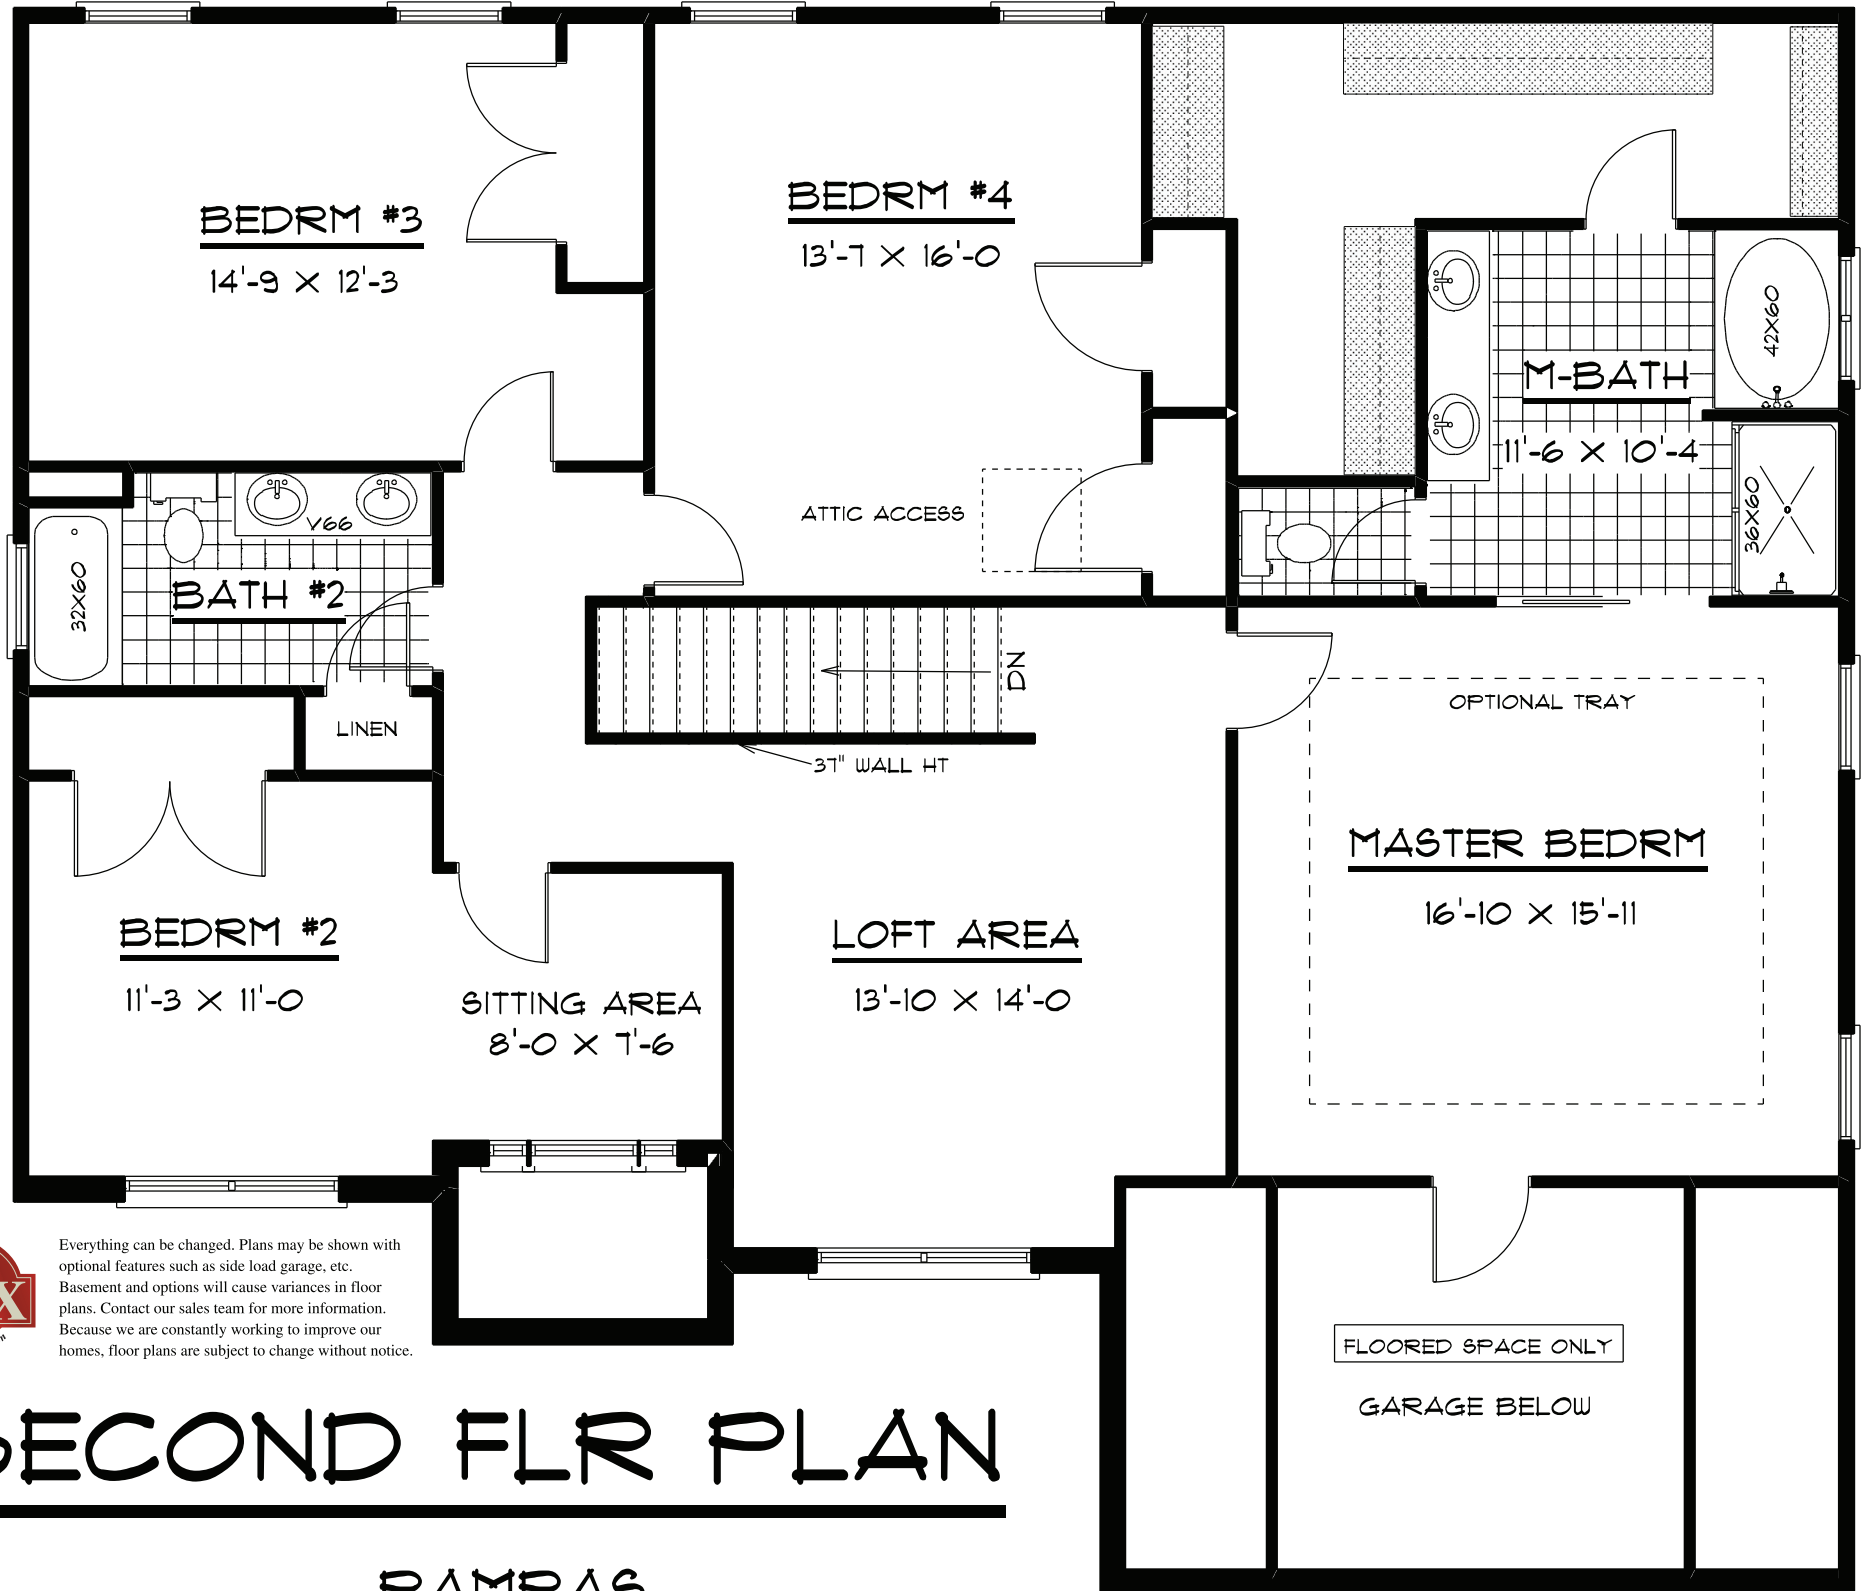 BEDRM #3
14'-9 X 12'-3
BEDRM #4
13'-7 X 16'-0
42X60
M-BATH
11'-6 X 10'-4
36X60
ATTIC ACCESS
V66
32X60
BATH #2
LINEN
DN
37" WALL HT
OPTIONAL TRAY
MASTER BEDRM
16'-10 X 15'-11
BEDRM #2
11'-3 X 11'-0
SITTING AREA
8'-0 X 7'-6
LOFT AREA
13'-10 X 14'-0
X
Everything can be changed. Plans may be shown with
optional features such as side load garage, etc.
Basement and options will cause variances in floor
plans. Contact our sales team for more information.
Because we are constantly working to improve our
homes, floor plans are subject to change without notice.
FLOORED SPACE ONLY
GARAGE BELOW
SECOND FLR PLAN